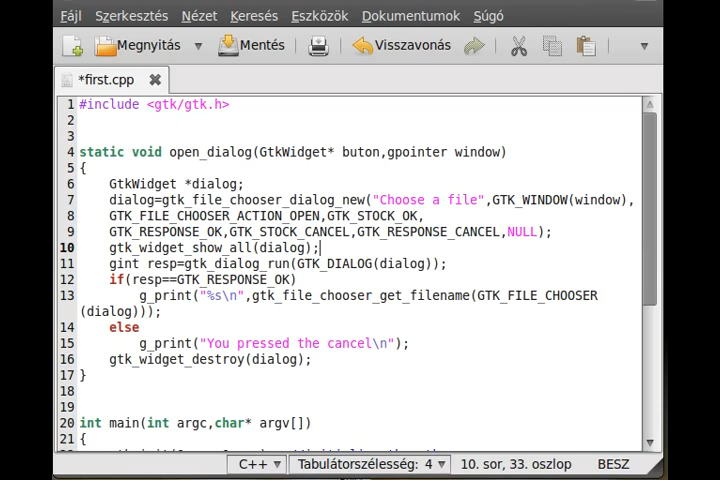 Fájl Szerkesztés Nézet Keresés Eszközök Dokumentumok Súgó
Megnyitás Mentés Visszavonás
*first.cpp
1 #include <gtk/gtk.h>
2
3
4 static void open_dialog(GtkWidget* buton,gpointer window)
5 {
6 GtkWidget *dialog;
7 dialog=gtk_file_chooser_dialog_new("Choose a file",GTK_WINDOW(window),
8 GTK_FILE_CHOOSER_ACTION_OPEN,GTK_STOCK_OK,
9 GTK_RESPONSE_OK,GTK_STOCK_CANCEL,GTK_RESPONSE_CANCEL,NULL);
10 gtk_widget_show_all(dialog);
11 gint resp=gtk_dialog_run(GTK_DIALOG(dialog));
12 if(resp==GTK_RESPONSE_OK)
13 g_print("%s\n",gtk_file_chooser_get_filename(GTK_FILE_CHOOSER
(dialog)));
14 else
15 g_print("You pressed the cancel\n");
16 gtk_widget_destroy(dialog);
17 }
18
19
20 int main(int argc,char* argv[])
21 {
C++ Tabulátorszélesség: 4 10. sor, 33. oszlop BESZ